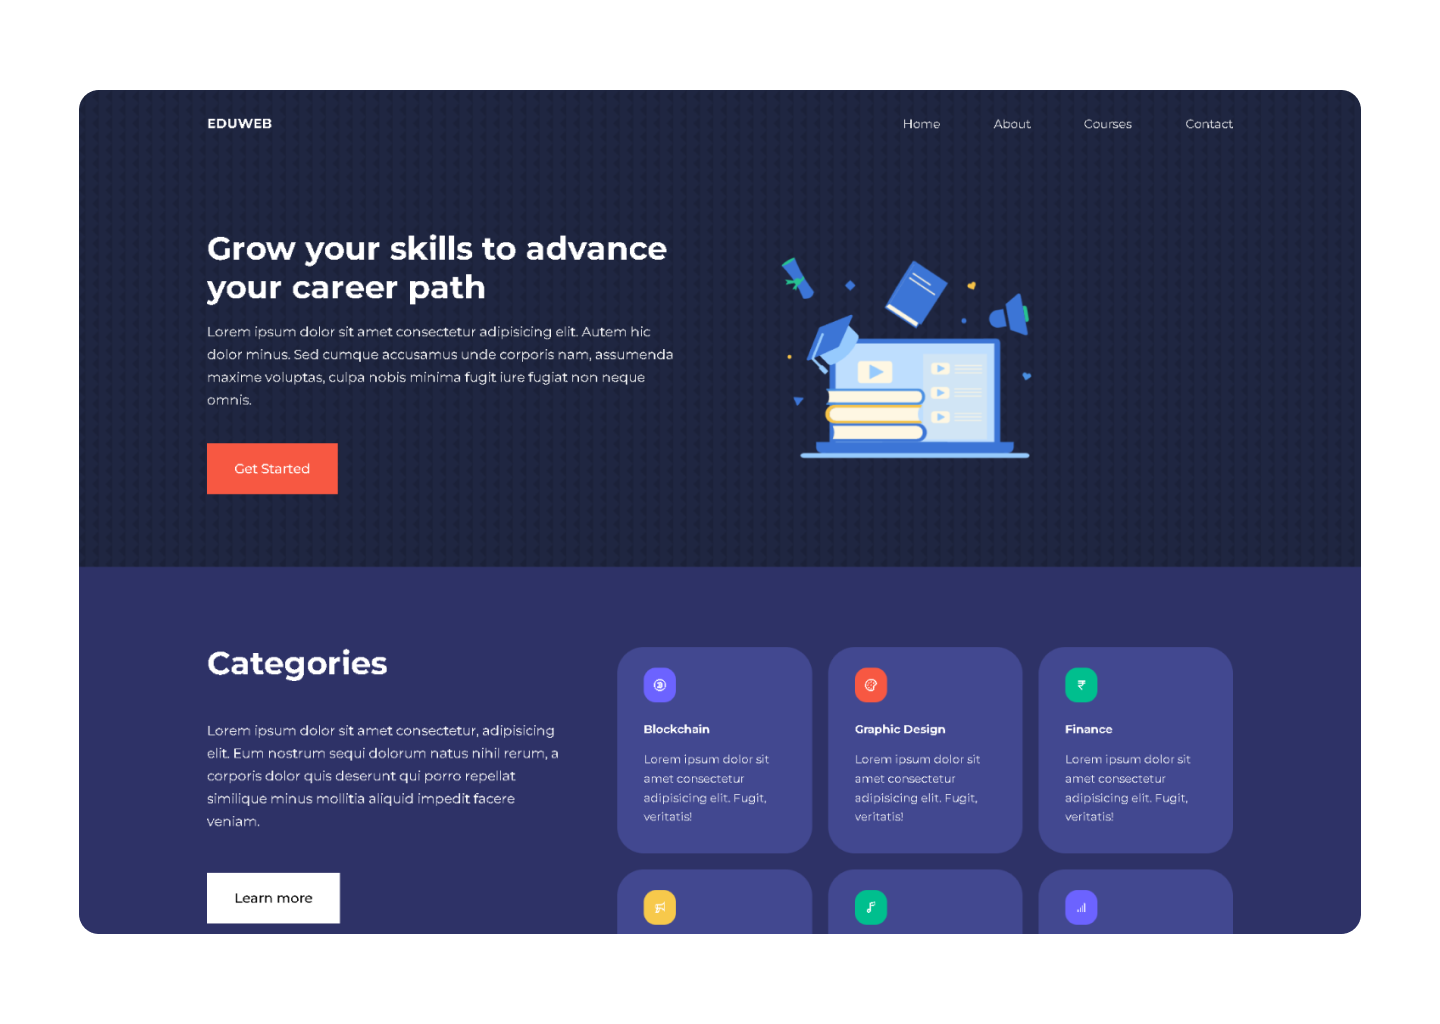 EDUWEB
Home About Courses Contact
Grow your skills to advance
your career path
Lorem ipsum dolor sit amet consectetur adipisicing elit. Autem hic
dolor minus. Sed cumque accusamus unde corporis nam, assumenda
maxime voluptas, culpa nobis minima fugit iure fugiat non neque
omnis.
Get Started
Categories
Lorem ipsum dolor sit amet consectetur, adipisicing
elit. Eum nostrum sequi dolorum natus nihil rerum, a
corporis dolor quis deserunt qui porro repellat
similique minus mollitia aliquid impedit facere
veniam.
Learn more
Blockchain
Lorem ipsum dolor sit
amet consectetur
adipisicing elit. Fugit,
veritatis!
Graphic Design
Lorem ipsum dolor sit
amet consectetur
adipisicing elit. Fugit,
veritatis!
Finance
Lorem ipsum dolor sit
amet consectetur
adipisicing elit. Fugit,
veritatis!